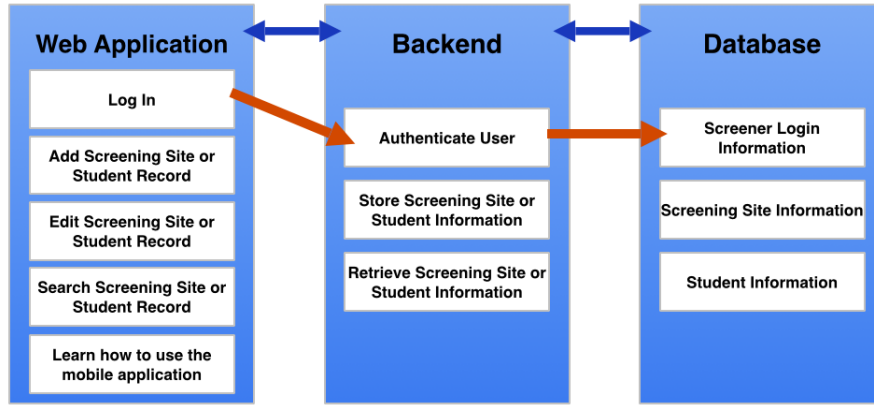 Web Application
Log In
Add Screening Site or
Student Record
Edit Screening Site or
Student Record
Search Screening Site or
Student Record
Learn how to use the
mobile application
Backend
Authenticate User
Store Screening Site or
Student Information
Retrieve Screening Site or
Student Information
Database
Screener Login
Information
Screening Site Information
Student Information